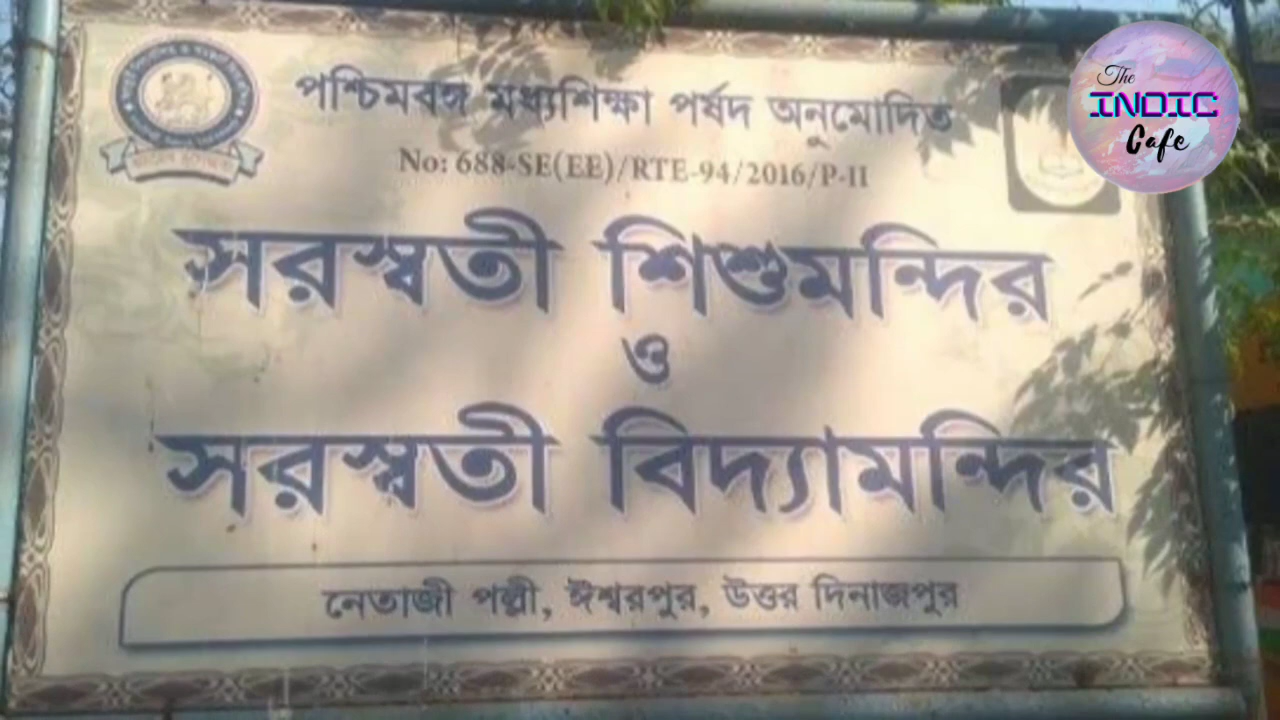 পশ্চিমবঙ্গ মধ্যশিক্ষা পর্ষদ অনুমোদিত
No: 688-SE(EE)/RTE-94/2016/P-II
সরস্বতী শিশুমন্দির
ও
সরস্বতী বিদ্যামন্দির
নেতাজী পল্লী, ঈশ্বরপুর, উত্তর দিনাজপুর
The
INDIC
Cafe